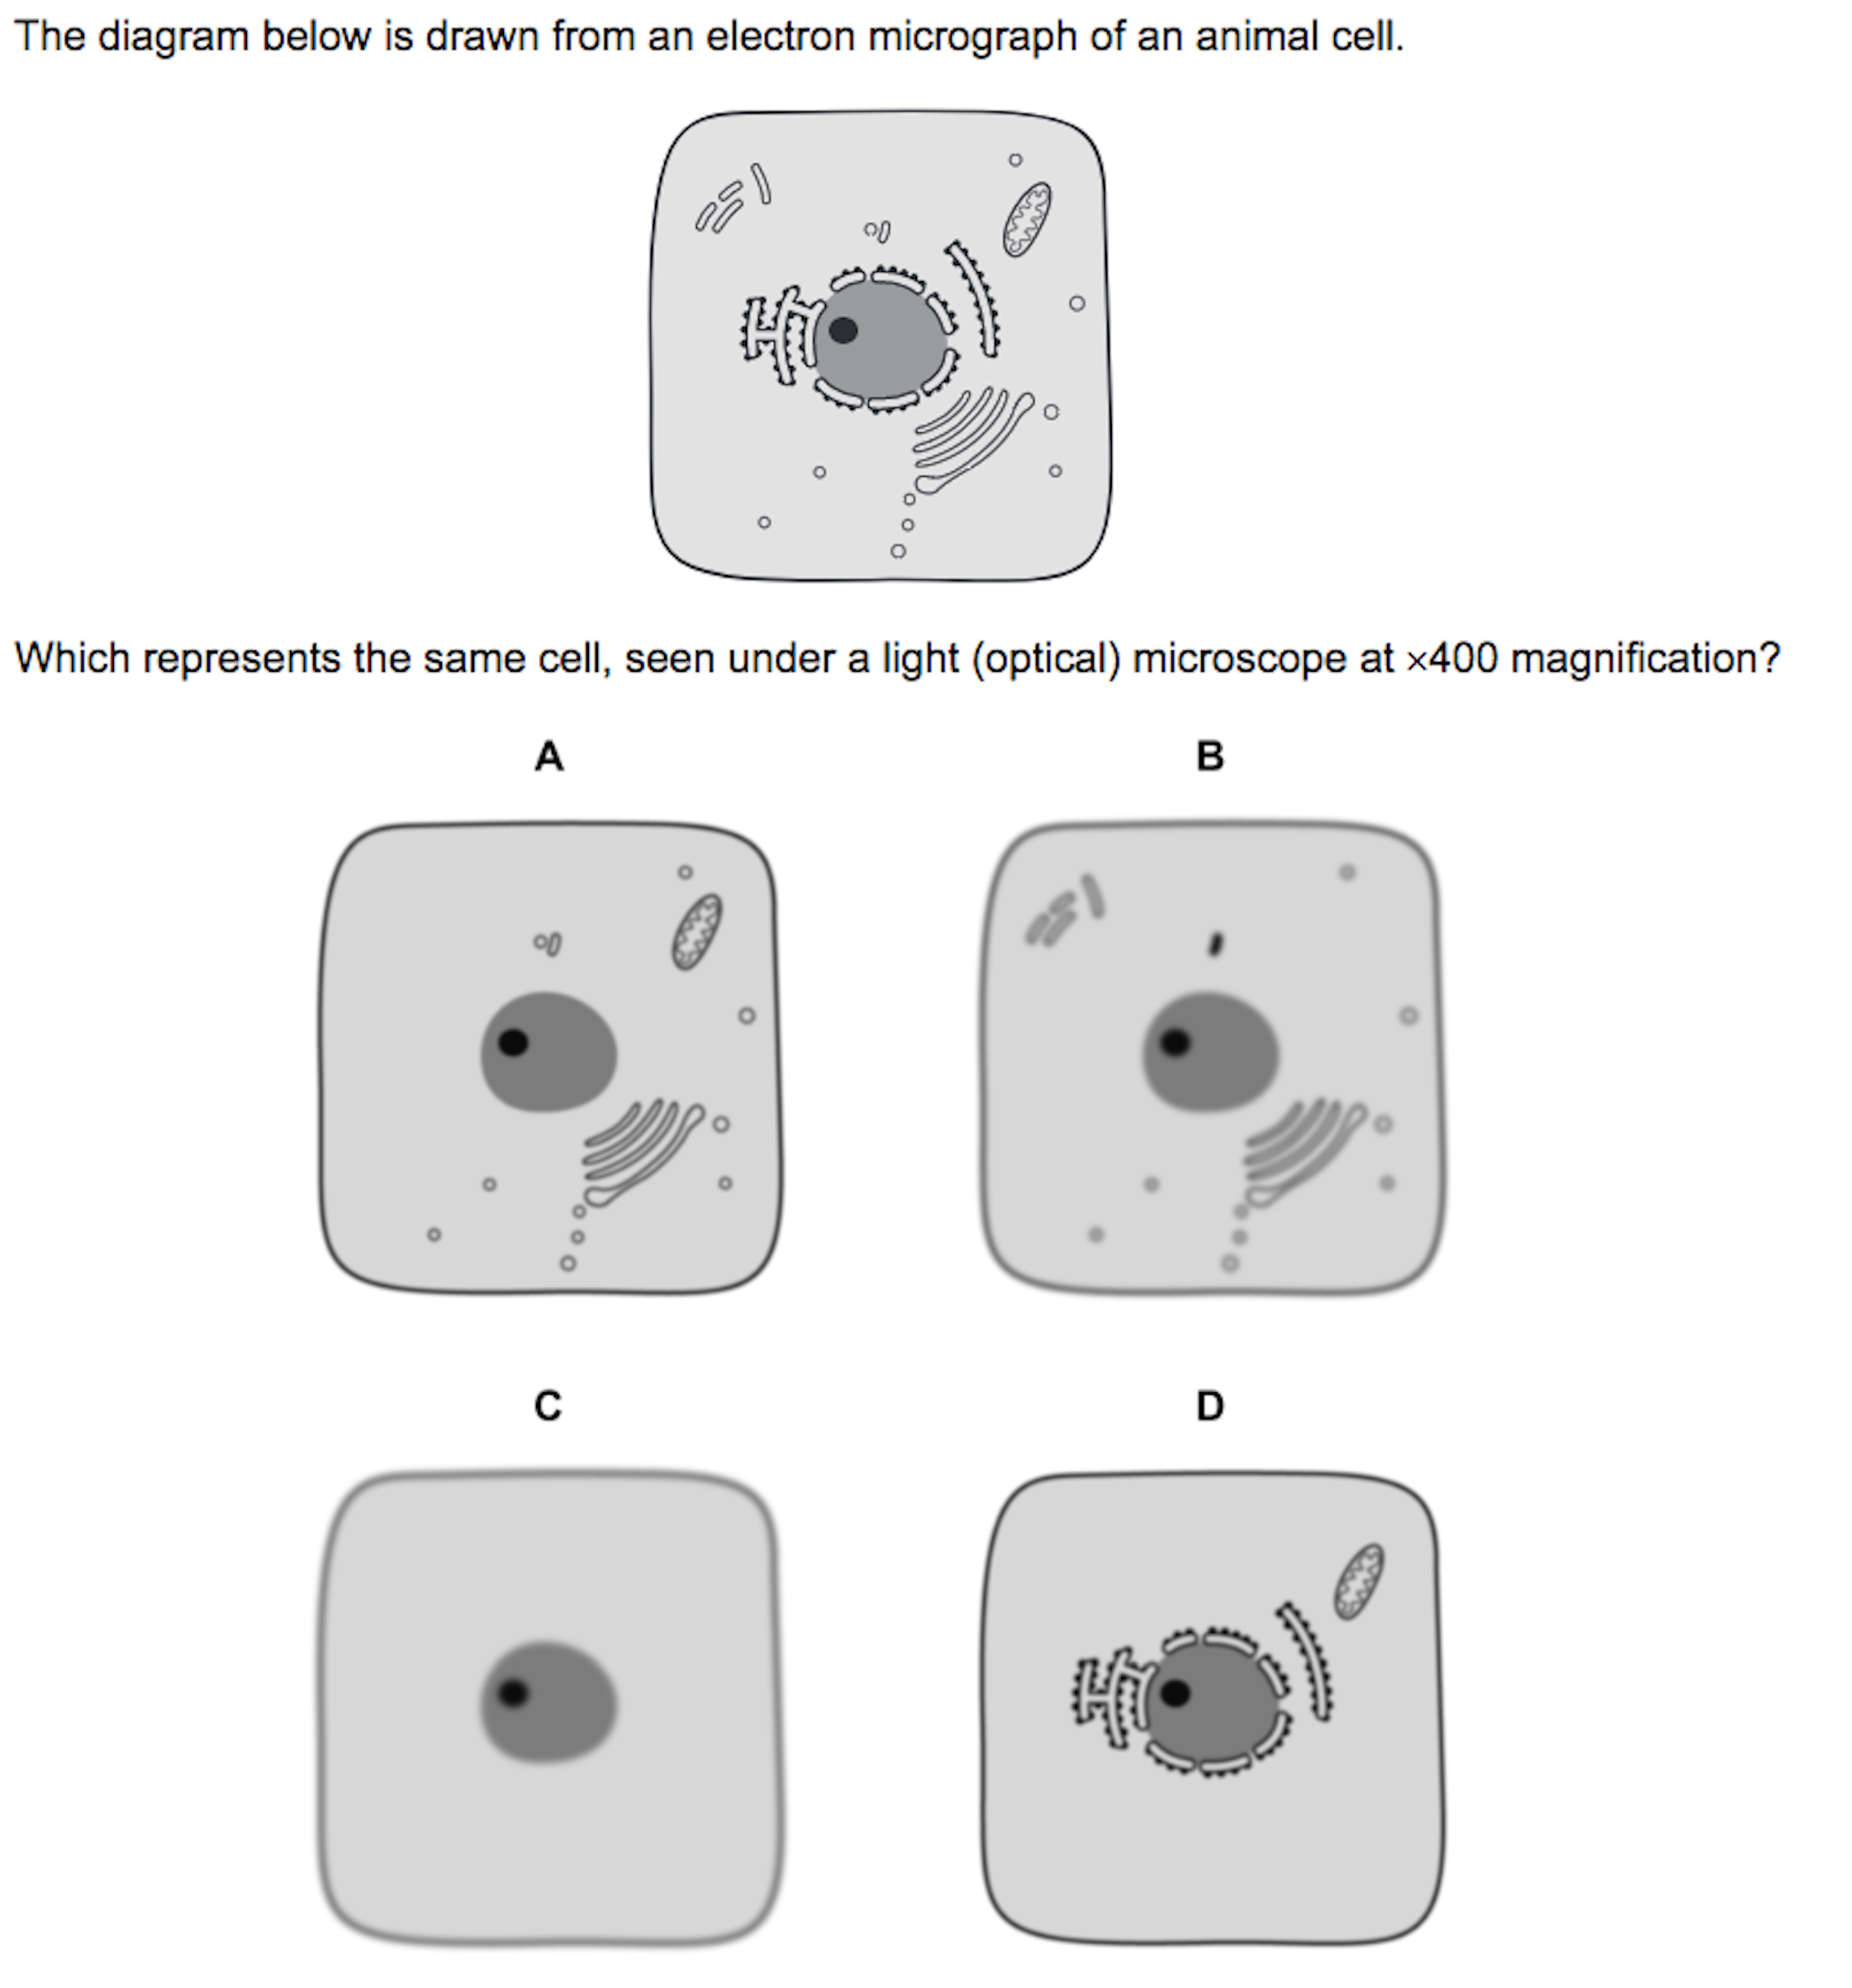 The diagram below is drawn from an electron micrograph of an animal cell.
Which represents the same cell, seen under a light (optical) microscope at ×400 magnification?
A
B
C
D